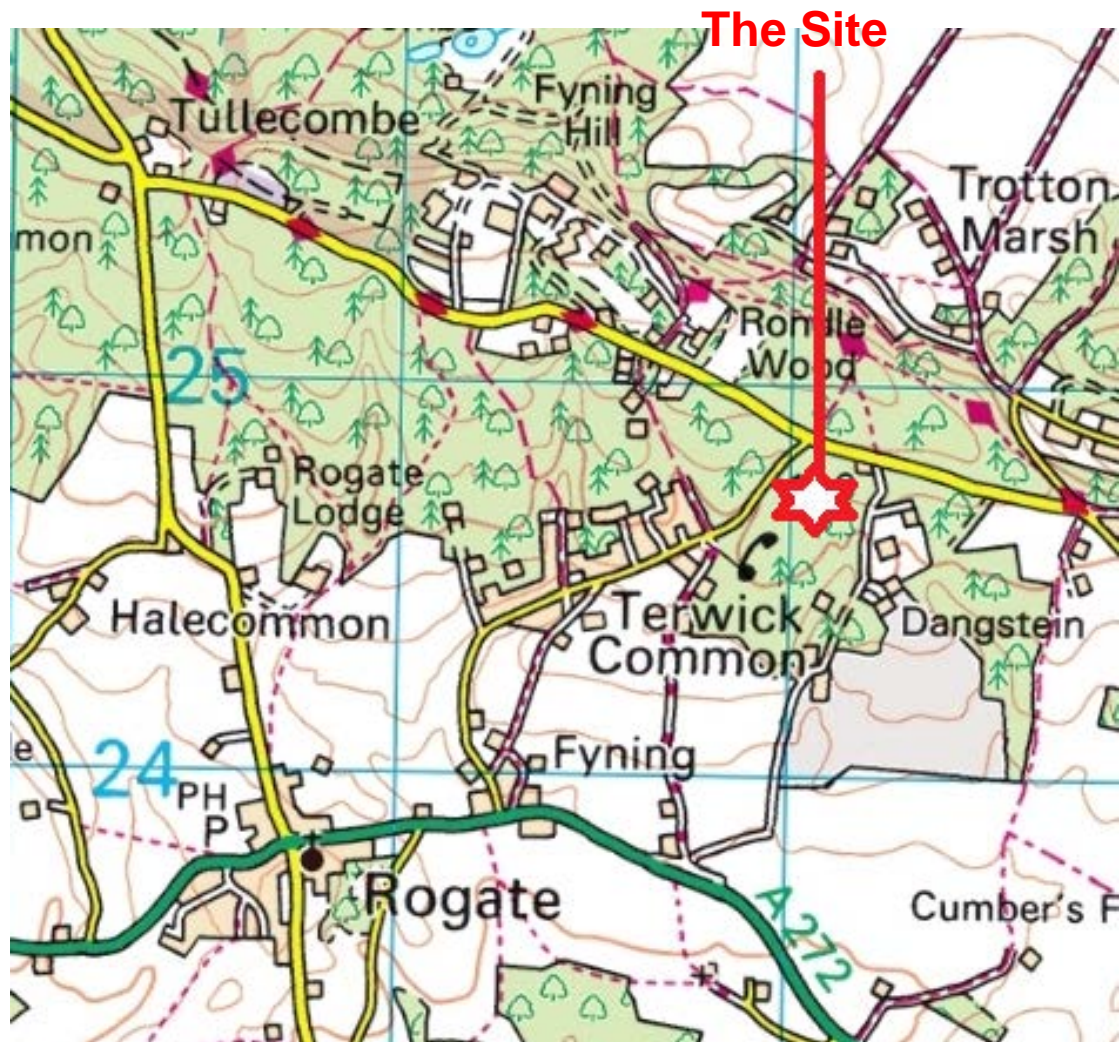 The Site
Fyning
Hill
Tullecombe
Trotton
Marsh
mon
Rondle
Wood
25
Rogate
Lodge
Halecommon
Terwick
Common
Dangstein
e
24
PH
P
Fyning
Rogate
A 272
Cumber's F